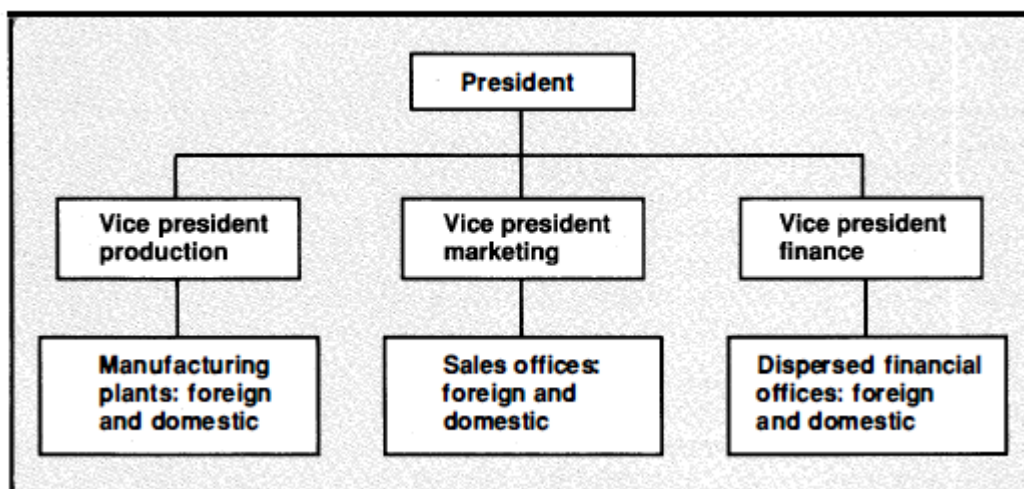 President
Vice president
production
Vice president
marketing
Vice president
finance
Manufacturing
plants: foreign
and domestic
Sales offices:
foreign and
domestic
Dispersed financial
offices: foreign
and domestic